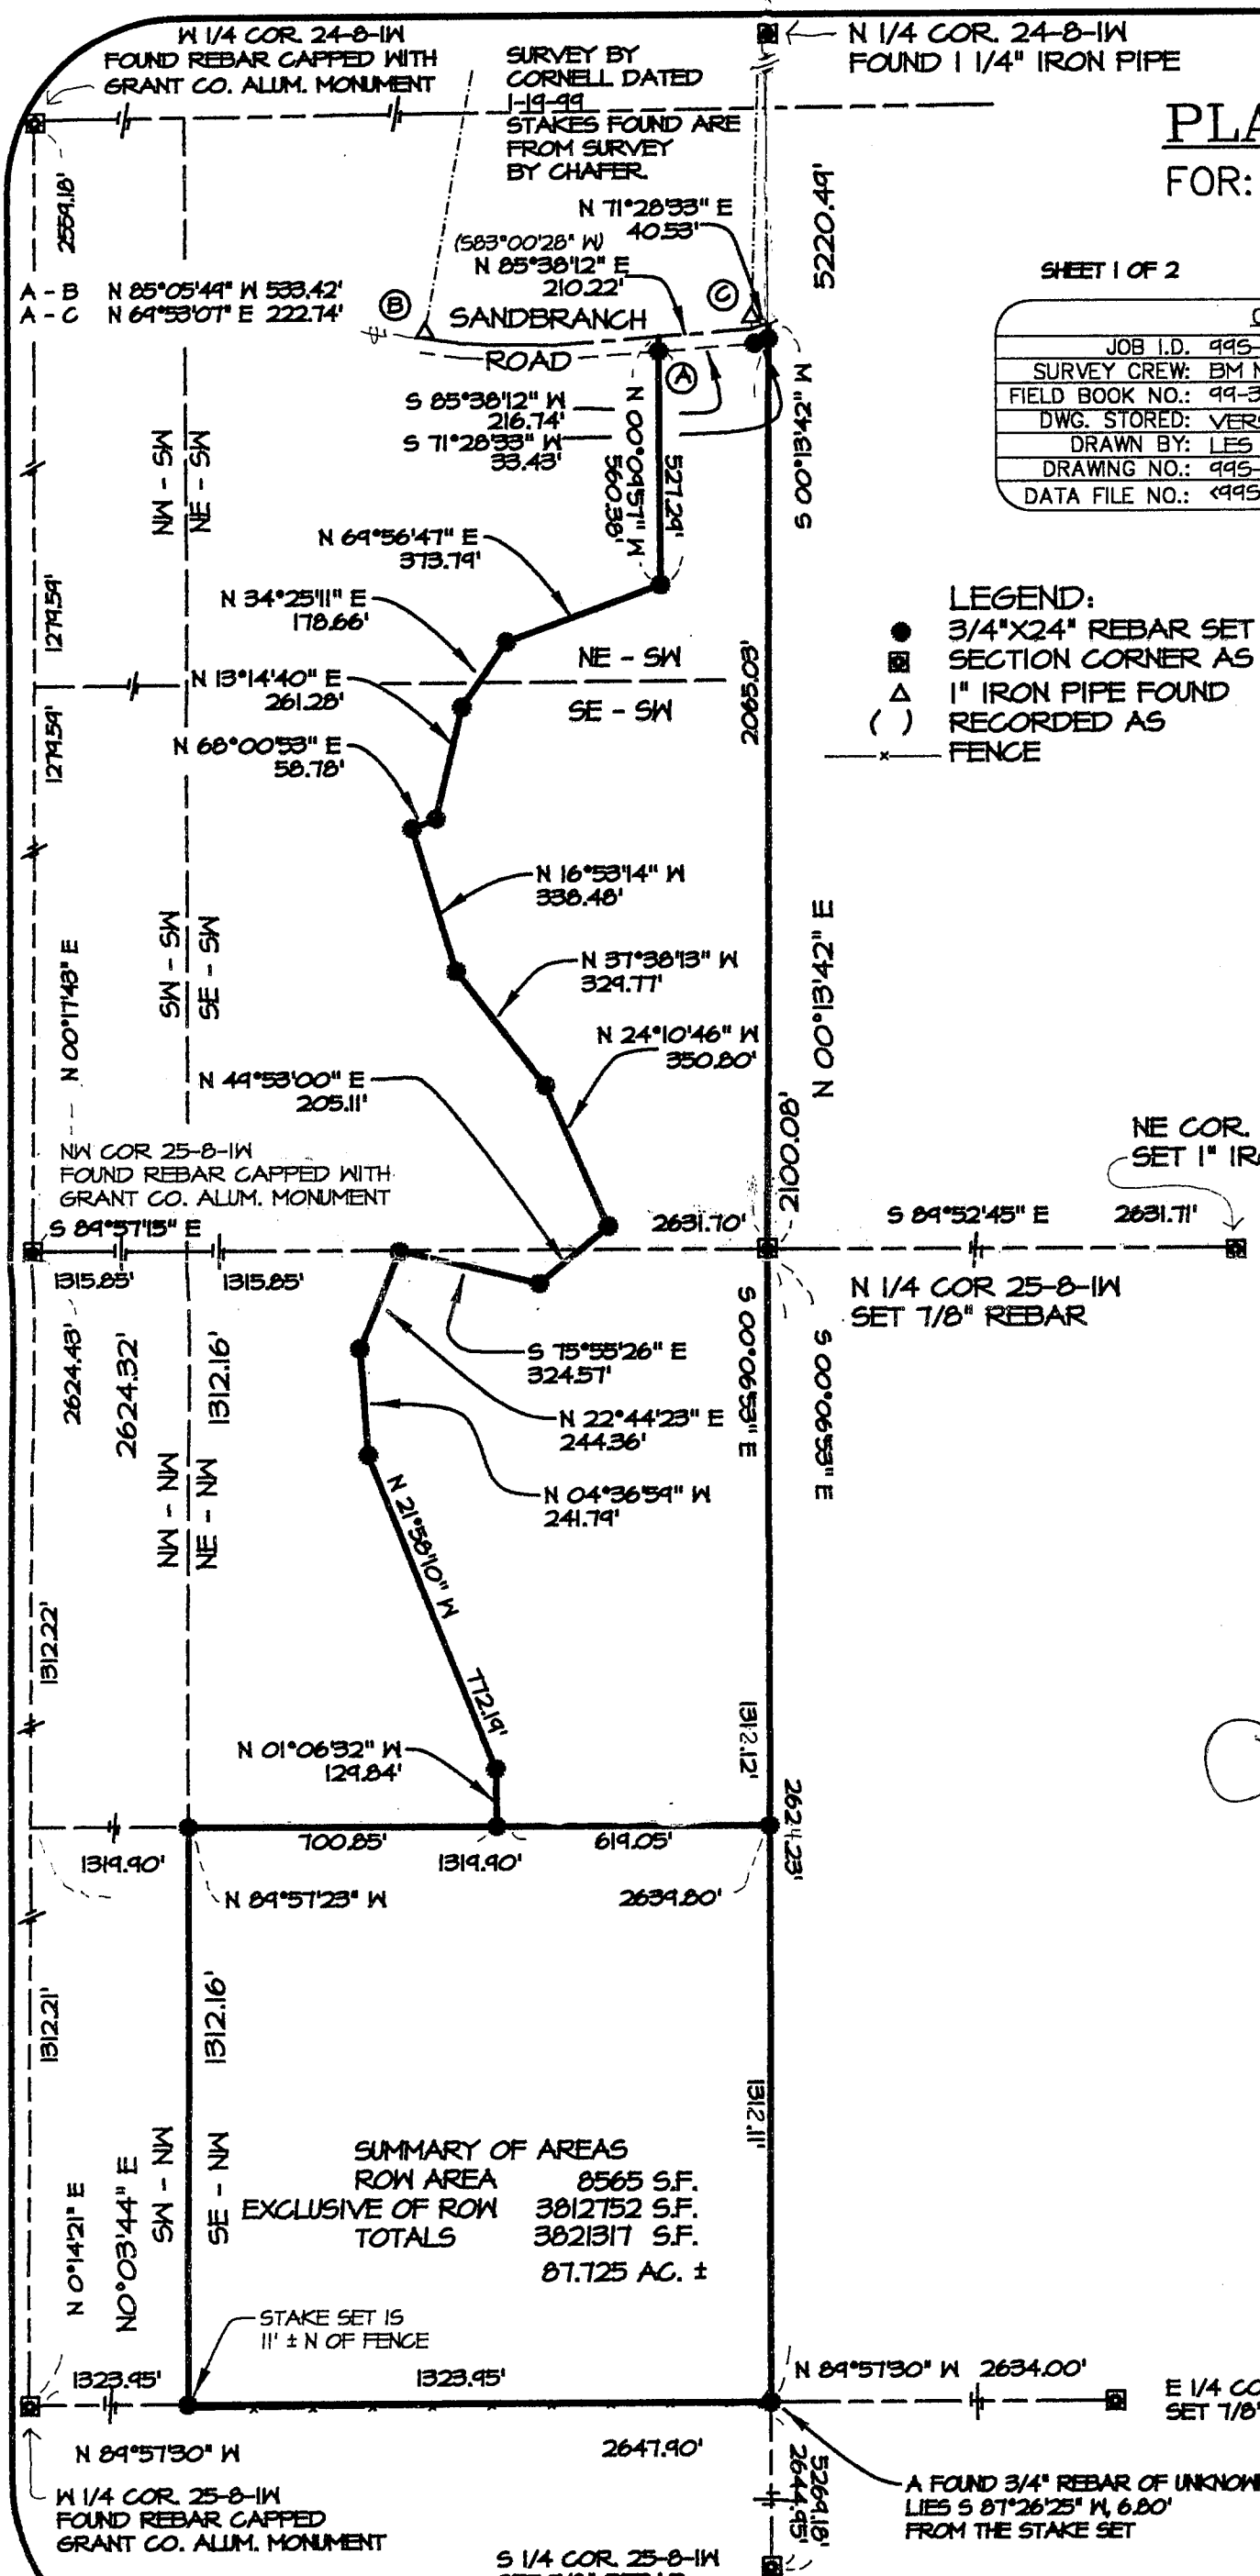 W 1/4 COR. 24-8-1W
FOUND REBAR CAPPED WITH
GRANT CO. ALUM. MONUMENT
SURVEY BY
CORNELL DATED
1-19-99
STAKES FOUND ARE
FROM SURVEY
BY CHAFER.
N 1/4 COR. 24-8-1W
FOUND 1 1/4" IRON PIPE
FOR:
SHEET 1 OF 2
JOB I.D.
SURVEY CREW: BM
FIELD BOOK NO.:
DWG. STORED:
DRAWN BY: LES
DRAWING NO.:
DATA FILE NO.:
2559.18'
5220.49'
N 71°28'33" E
40.53'
(S83°00'28" W)
N 85°38'12" E
210.22'
A - B N 85°05'49" W 533.42'
A - C N 69°53'07" E 222.74'
B
C
A
SANDBRANCH
ROAD
S 85°38'12" W
216.74'
S 71°28'33" W
33.43'
N 00°09'57" W
560.38'
527.29'
S 00°13'42" W
NW - SW
NE - SW
N 69°56'47" E
373.79'
N 34°25'11" E
178.66'
1279.59'
NE - SW
SE - SW
N 13°14'40" E
261.28'
1279.59'
N 68°00'53" E
58.78'
2065.03'
LEGEND:
3/4"X24" REBAR SET
SECTION CORNER AS
1" IRON PIPE FOUND
( ) RECORDED AS
FENCE
N 16°53'14" W
338.48'
SW - SW
SE - SW
N 00°17'43" E
N 37°38'13" W
329.77'
N 00°13'42" E
N 24°10'46" W
350.80'
N 49°53'00" E
205.11'
2100.08'
NW COR 25-8-1W
FOUND REBAR CAPPED WITH
GRANT CO. ALUM. MONUMENT
NE COR.
SET 1"
S 89°57'15" E
2631.70'
S 89°52'45" E 2631.71'
1315.85'
1315.85'
N 1/4 COR 25-8-1W
SET 7/8" REBAR
2624.43'
2624.32'
1312.16'
S 00°06'53" E
S 00°06'53" E
S 75°55'26" E
324.57'
N 22°44'23" E
244.36'
NW - NW
NE - NW
N 04°36'59" W
241.79'
N 21°58'10" W
772.19'
1312.22'
1312.12'
N 01°06'32" W
129.84'
2624.23'
700.85'
619.05'
1319.90'
1319.90'
N 89°57'23" W
2639.80'
1312.21'
1312.16'
1312.11'
SW - NW
SE - NW
SUMMARY OF AREAS
ROW AREA 8565 S.F.
EXCLUSIVE OF ROW 3812752 S.F.
TOTALS 3821317 S.F.
87.725 AC. ±
N 0°14'21" E
N0°03'44" E
STAKE SET IS
11' ± N OF FENCE
1323.95'
1323.95'
N 89°57'30" W 2634.00'
SET 7/8"
N 89°57'30" W
2647.90'
5269.18'
2644.95'
W 1/4 COR. 25-8-1W
FOUND REBAR CAPPED
GRANT CO. ALUM. MONUMENT
A FOUND 3/4" REBAR OF
LIES S 87°26'25" W, 6.80'
FROM THE STAKE SET
S 1/4 COR. 25-8-1W